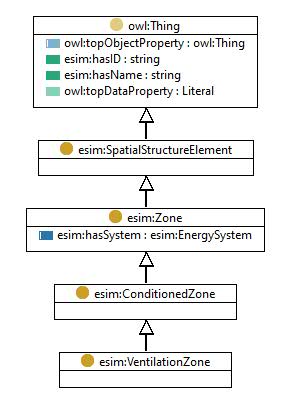 owl:Thing
owl:topObjectProperty : owl:Thing
esim:hasID : string
esim:hasName : string
owl:topDataProperty : Literal
esim:SpatialStructureElement
esim:Zone
esim:hasSystem : esim:EnergySystem
esim:ConditionedZone
esim:VentilationZone